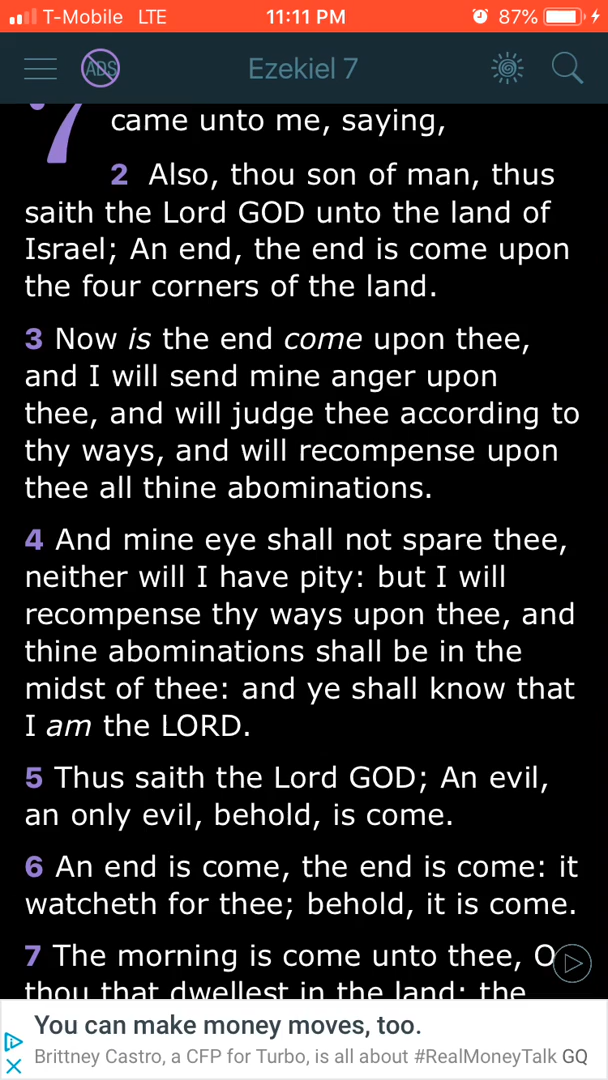 T-Mobile LTE 11:11 PM 87%
ADS Ezekiel 7
7 came unto me, saying,
2 Also, thou son of man, thus
saith the Lord GOD unto the land of
Israel; An end, the end is come upon
the four corners of the land.
3 Now is the end come upon thee,
and I will send mine anger upon
thee, and will judge thee according to
thy ways, and will recompense upon
thee all thine abominations.
4 And mine eye shall not spare thee,
neither will I have pity: but I will
recompense thy ways upon thee, and
thine abominations shall be in the
midst of thee: and ye shall know that
I am the LORD.
5 Thus saith the Lord GOD; An evil,
an only evil, behold, is come.
6 An end is come, the end is come: it
watcheth for thee; behold, it is come.
7 The morning is come unto thee, O
thou that dwellest in the land: the
You can make money moves, too.
Brittney Castro, a CFP for Turbo, is all about #RealMoneyTalk GQ